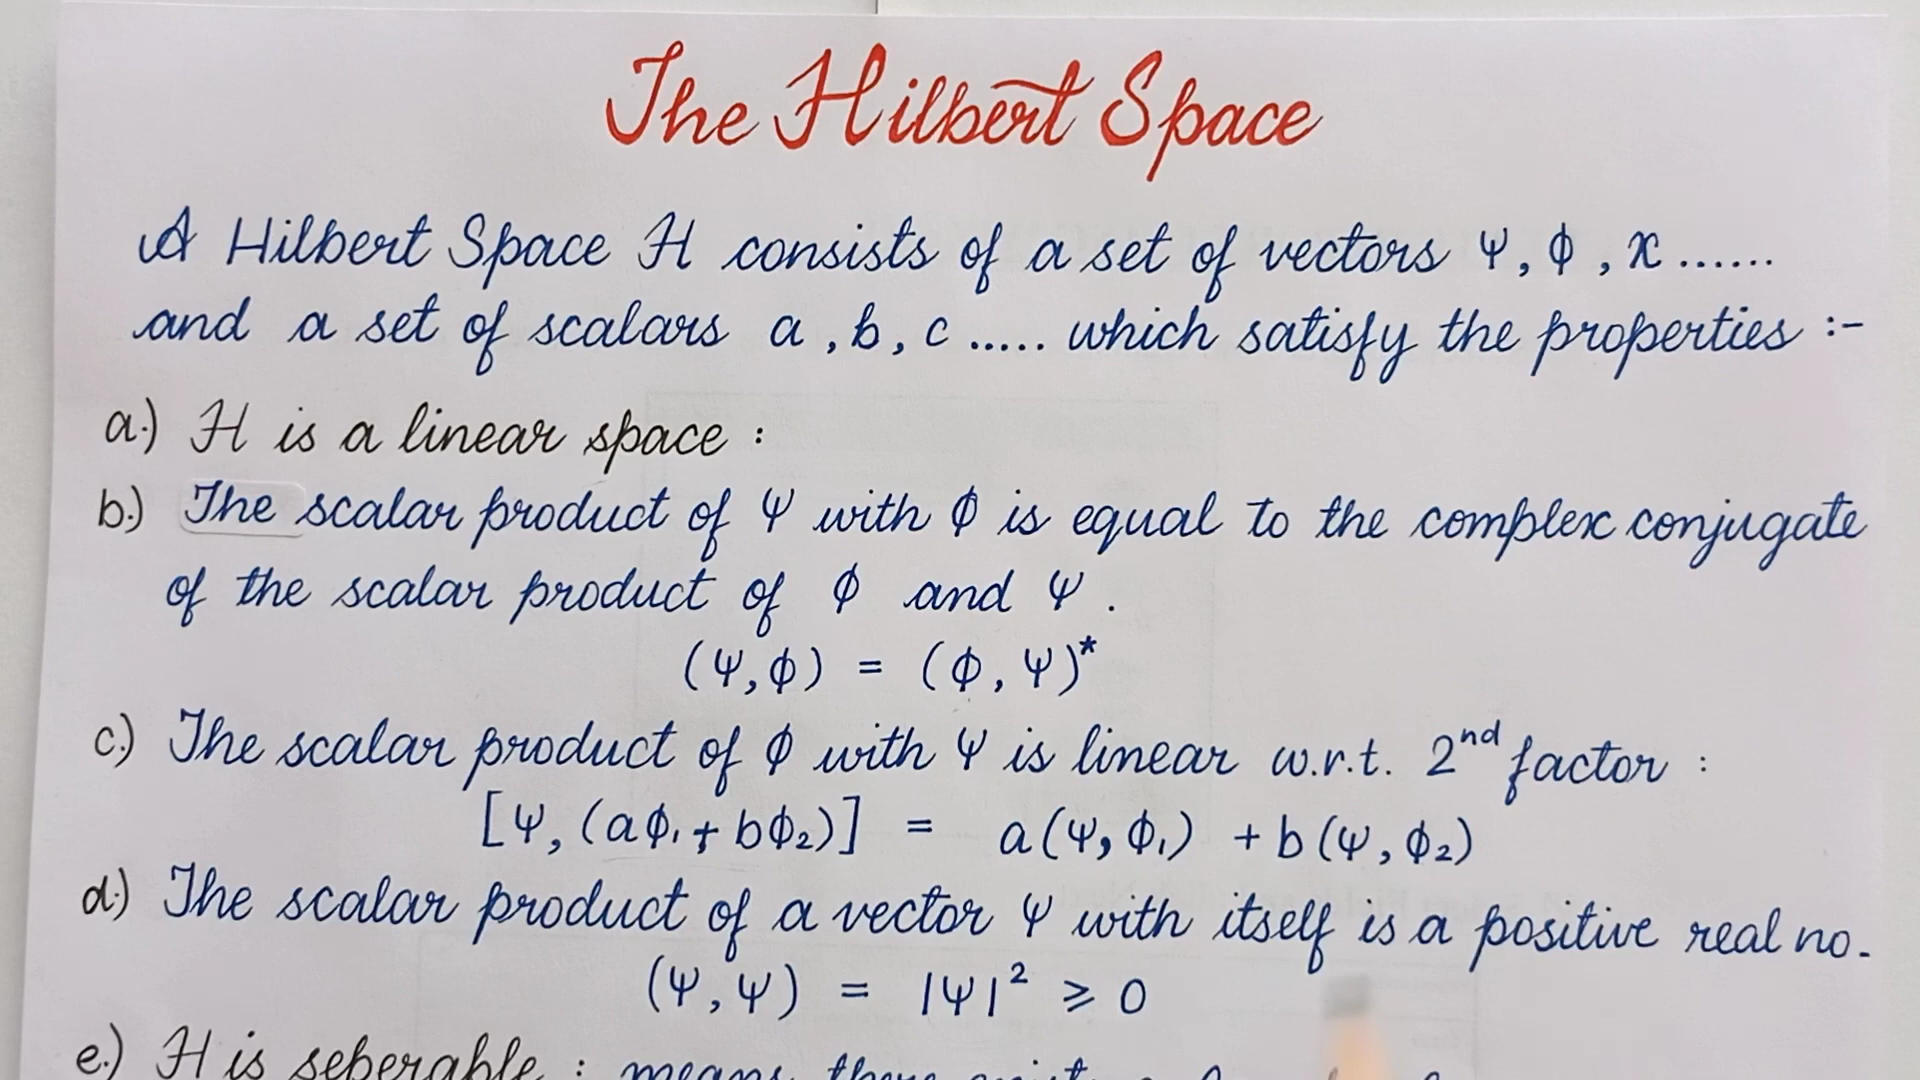 The Hilbert Space
A Hilbert Space H consists of a set of vectors Ψ, ϕ, x ......
and a set of scalars a, b, c ..... which satisfy the properties :-
a.) H is a linear space :
b.) The scalar product of Ψ with ϕ is equal to the complex conjugate
of the scalar product of ϕ and Ψ .
(Ψ,ϕ) = (ϕ, Ψ)*
c.) The scalar product of ϕ with Ψ is linear w.r.t. 2nd factor :
[Ψ, (aϕ₁ + bϕ₂)] = a(Ψ, ϕ₁) + b(Ψ, ϕ₂)
d.) The scalar product of a vector Ψ with itself is a positive real no.
(Ψ, Ψ) = |Ψ|² ⩾ 0
e.) H is seberable : means there